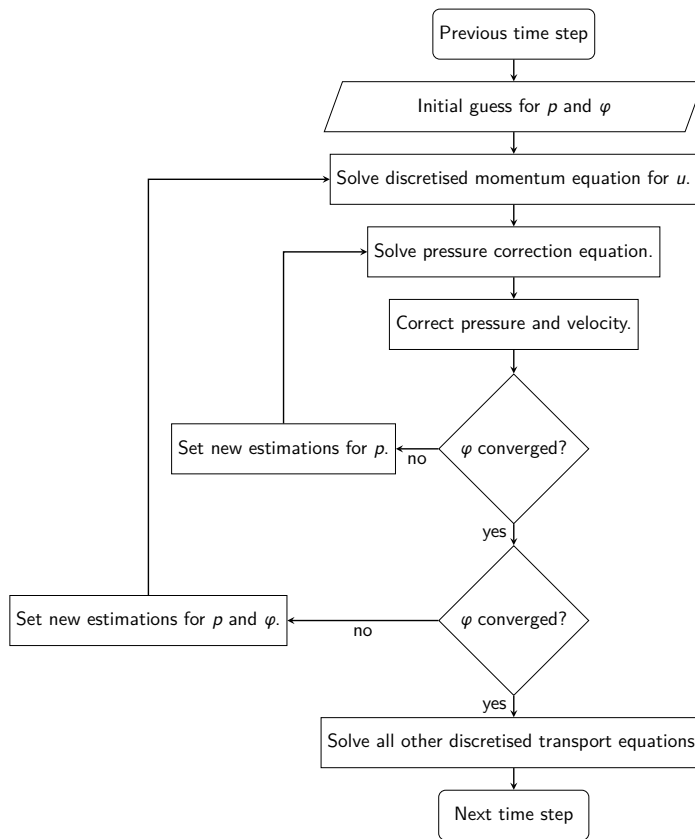 Previous time step
Initial guess for p and φ
Solve discretised momentum equation for u.
Solve pressure correction equation.
Correct pressure and velocity.
φ converged?
no
Set new estimations for p.
yes
φ converged?
no
Set new estimations for p and φ.
yes
Solve all other discretised transport equations
Next time step